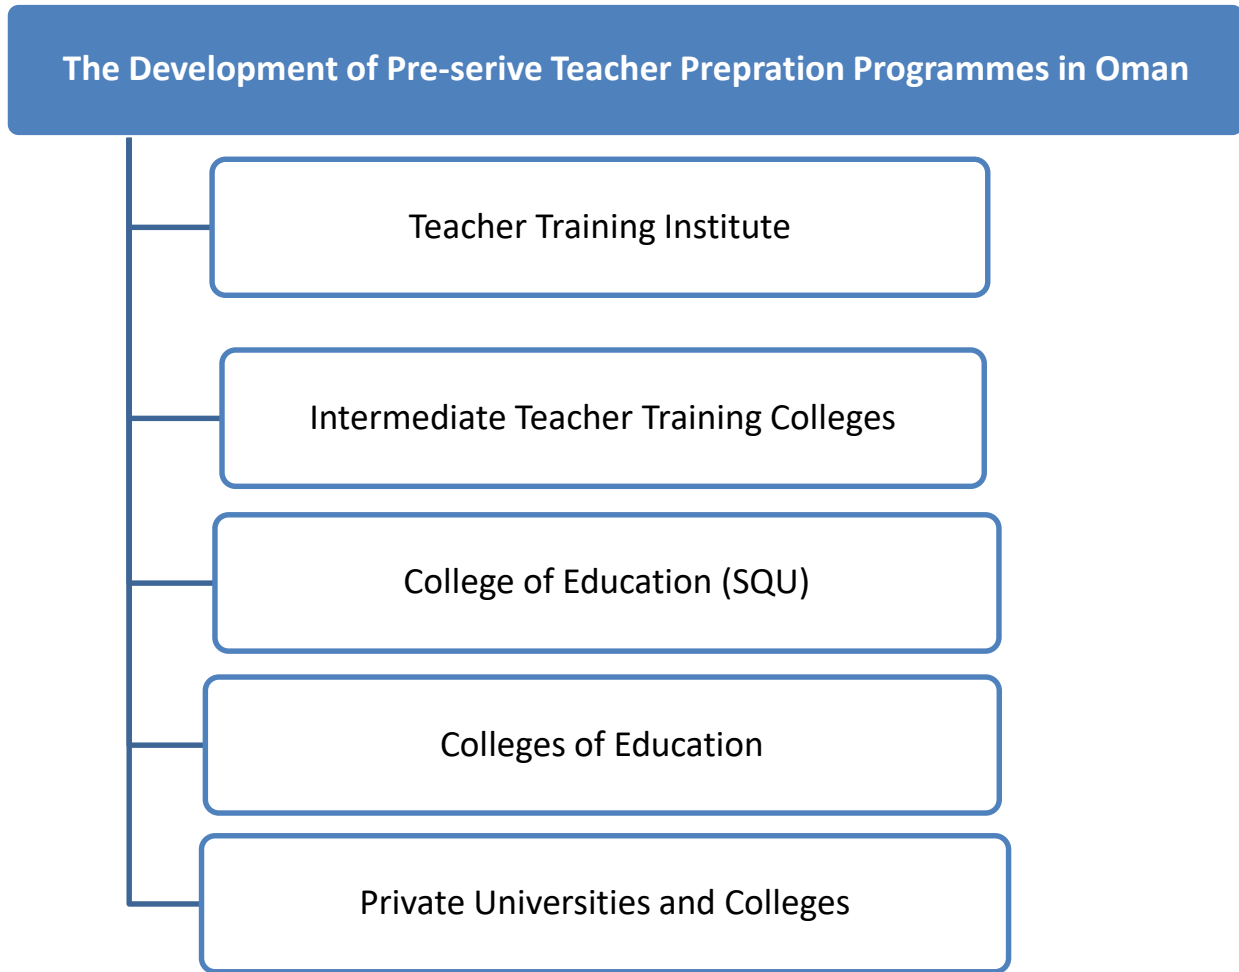 The Development of Pre-serive Teacher Prepration Programmes in Oman
Teacher Training Institute
Intermediate Teacher Training Colleges
College of Education (SQU)
Colleges of Education
Private Universities and Colleges